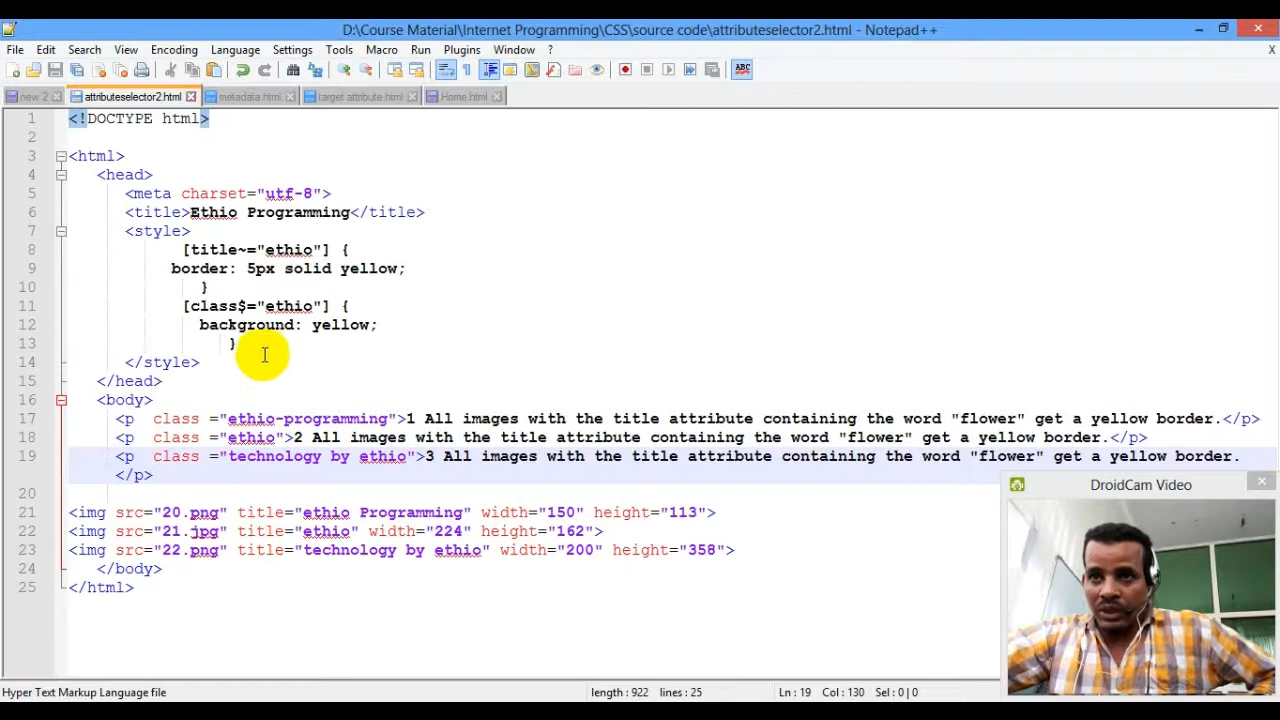 D:\Course Material\Internet Programming\CSS\source code\attributeselector2.html - Notepad++
File Edit Search View Encoding Language Settings Tools Macro Run Plugins Window ? X
ABC
new 2 attributeselector2.html metadata.html target attribute.html Home.html
1 <!DOCTYPE html>
2
3 <html>
4 <head>
5 <meta charset="utf-8">
6 <title>Ethio Programming</title>
7 <style>
8 [title~="ethio"] {
9 border: 5px solid yellow;
10 }
11 [class$="ethio"] {
12 background: yellow;
13 }
14 </style>
15 </head>
16 <body>
17 <p class ="ethio-programming">1 All images with the title attribute containing the word "flower" get a yellow border.</p>
18 <p class ="ethio">2 All images with the title attribute containing the word "flower" get a yellow border.</p>
19 <p class ="technology by ethio">3 All images with the title attribute containing the word "flower" get a yellow border.
</p>
20
21 <img src="20.png" title="ethio Programming" width="150" height="113">
22 <img src="21.jpg" title="ethio" width="224" height="162">
23 <img src="22.png" title="technology by ethio" width="200" height="358">
24 </body>
25 </html>
DroidCam Video
Hyper Text Markup Language file length : 922 lines : 25 Ln : 19 Col : 130 Sel : 0 | 0